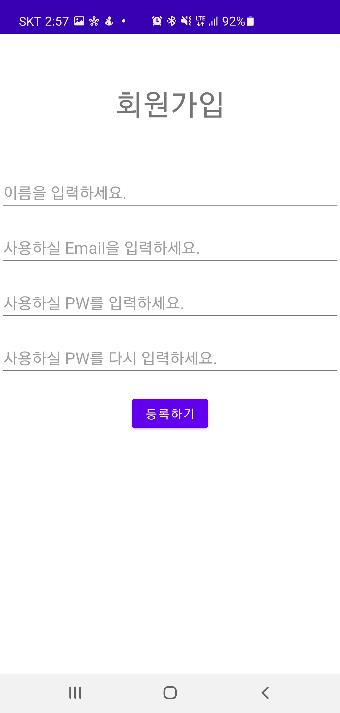 SKT 2:57 92%
회원가입
이름을 입력하세요.
사용하실 Email을 입력하세요.
사용하실 PW를 입력하세요.
사용하실 PW를 다시 입력하세요.
등록하기